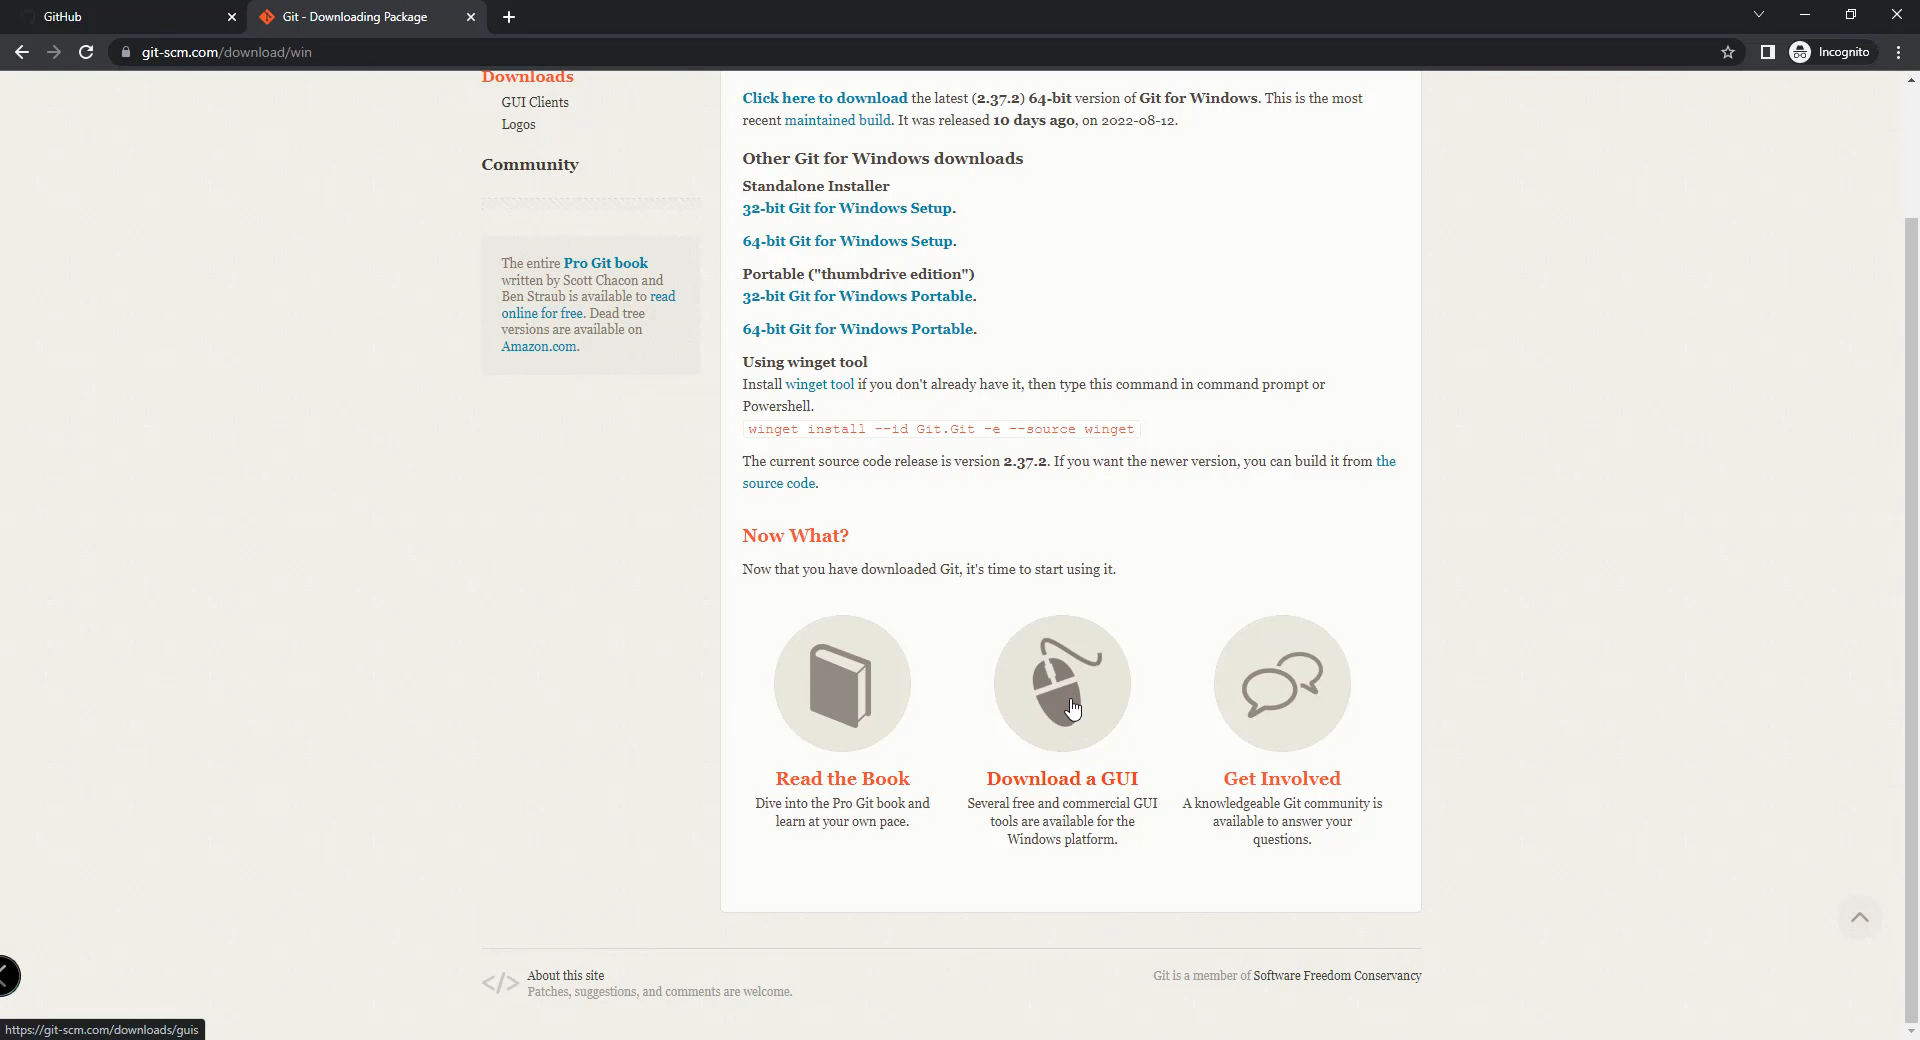 GitHub
Git - Downloading Package
git-scm.com/download/win
Incognito
Downloads
GUI Clients
Logos
Community
The entire Pro Git book
written by Scott Chacon and
Ben Straub is available to read
online for free. Dead tree
versions are available on
Amazon.com.
Click here to download the latest (2.37.2) 64-bit version of Git for Windows. This is the most
recent maintained build. It was released 10 days ago, on 2022-08-12.
Other Git for Windows downloads
Standalone Installer
32-bit Git for Windows Setup.
64-bit Git for Windows Setup.
Portable ("thumbdrive edition")
32-bit Git for Windows Portable.
64-bit Git for Windows Portable.
Using winget tool
Install winget tool if you don't already have it, then type this command in command prompt or
Powershell.
winget install --id Git.Git -e --source winget
The current source code release is version 2.37.2. If you want the newer version, you can build it from the
source code.
Now What?
Now that you have downloaded Git, it's time to start using it.
Read the Book
Dive into the Pro Git book and
learn at your own pace.
Download a GUI
Several free and commercial GUI
tools are available for the
Windows platform.
Get Involved
A knowledgeable Git community is
available to answer your
questions.
</>
About this site
Patches, suggestions, and comments are welcome.
Git is a member of Software Freedom Conservancy
https://git-scm.com/downloads/guis